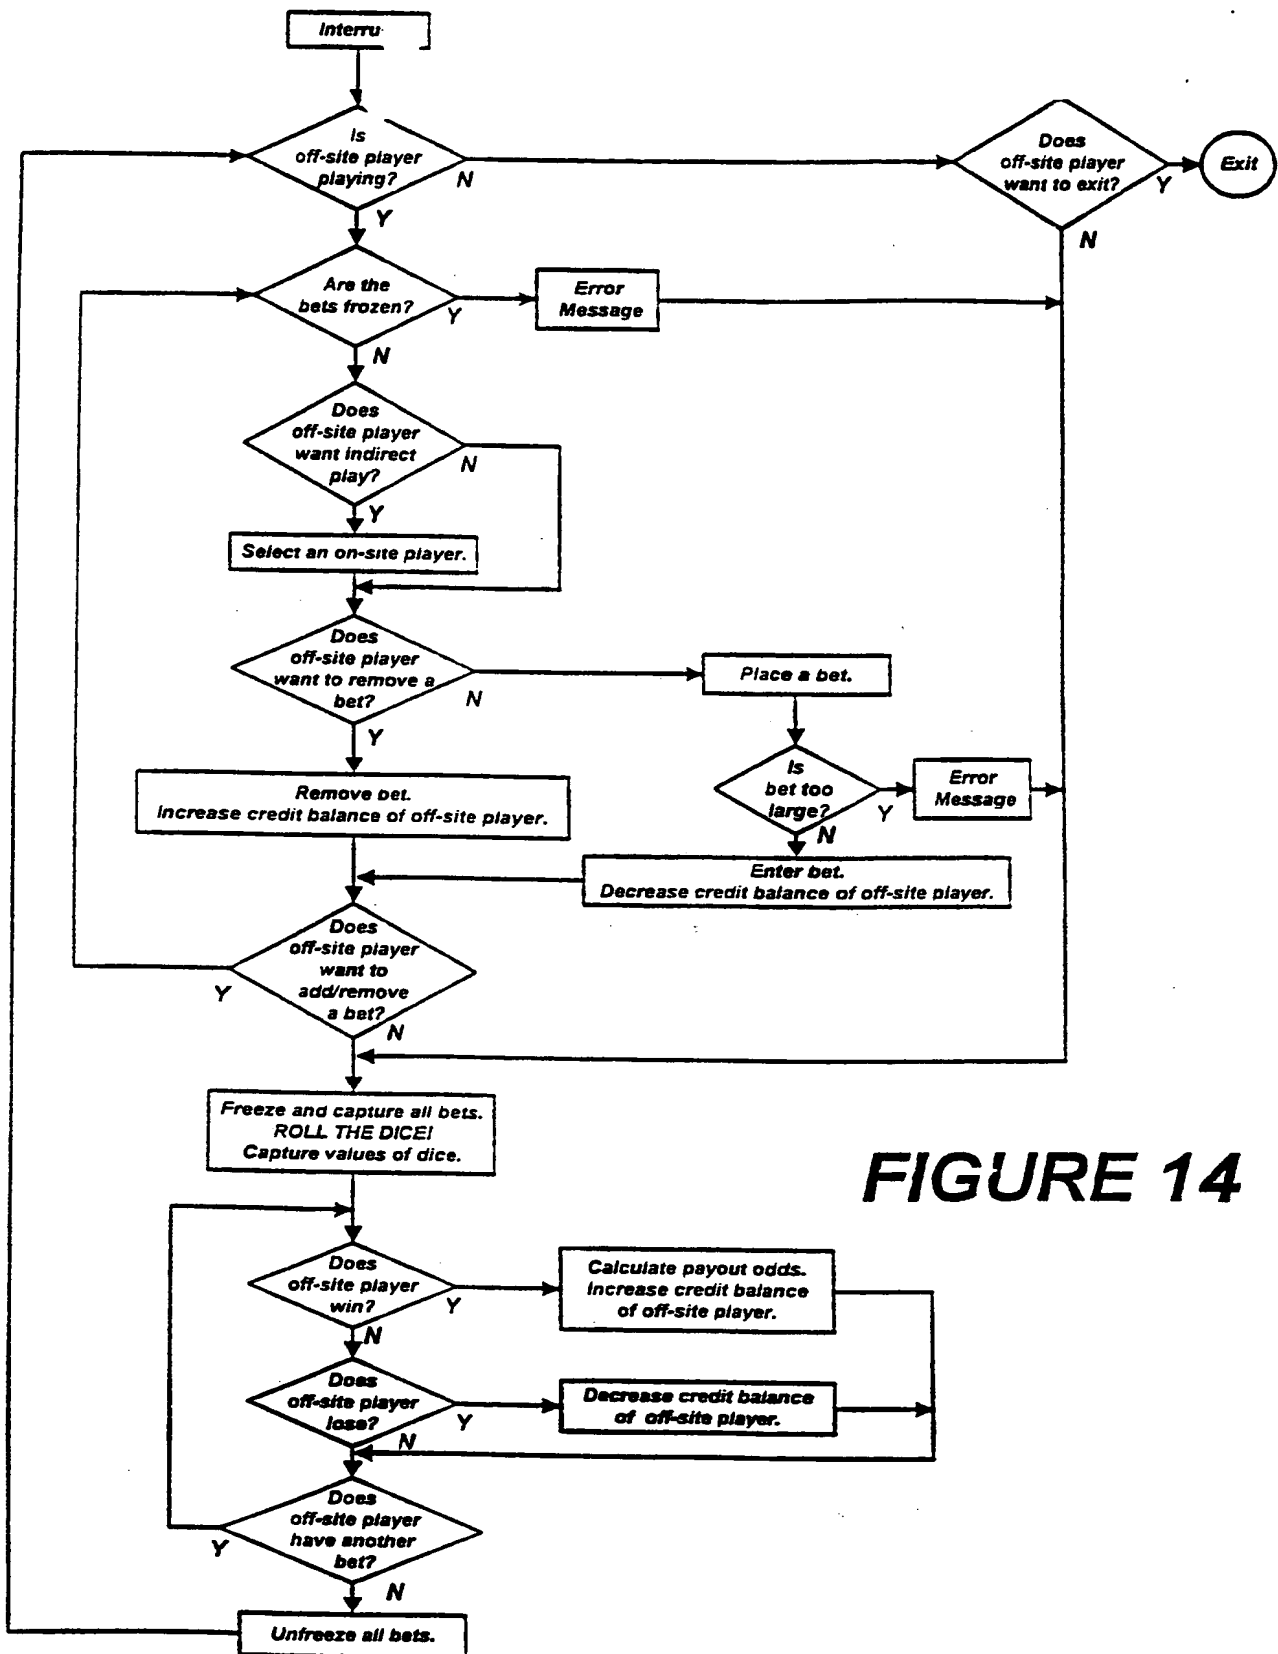 Interru
Is
off-site player
playing?
N
Y
Does
off-site player
want to exit?
Y
N
Exit
Are the
bets frozen?
Y
N
Error
Message
Does
off-site player
want indirect
play?
N
Y
Select an on-site player.
Does
off-site player
want to remove a
bet?
N
Y
Place a bet.
Is
bet too
large?
Y
N
Error
Message
Remove bet.
Increase credit balance of off-site player.
Enter bet.
Decrease credit balance of off-site player.
Does
off-site player
want to
add/remove
a bet?
Y
N
Freeze and capture all bets.
ROLL THE DICE!
Capture values of dice.
FIGURE 14
Does
off-site player
win?
Y
N
Calculate payout odds.
Increase credit balance
of off-site player.
Does
off-site player
lose?
Y
N
Decrease credit balance
of off-site player.
Does
off-site player
have another
bet?
Y
N
Unfreeze all bets.